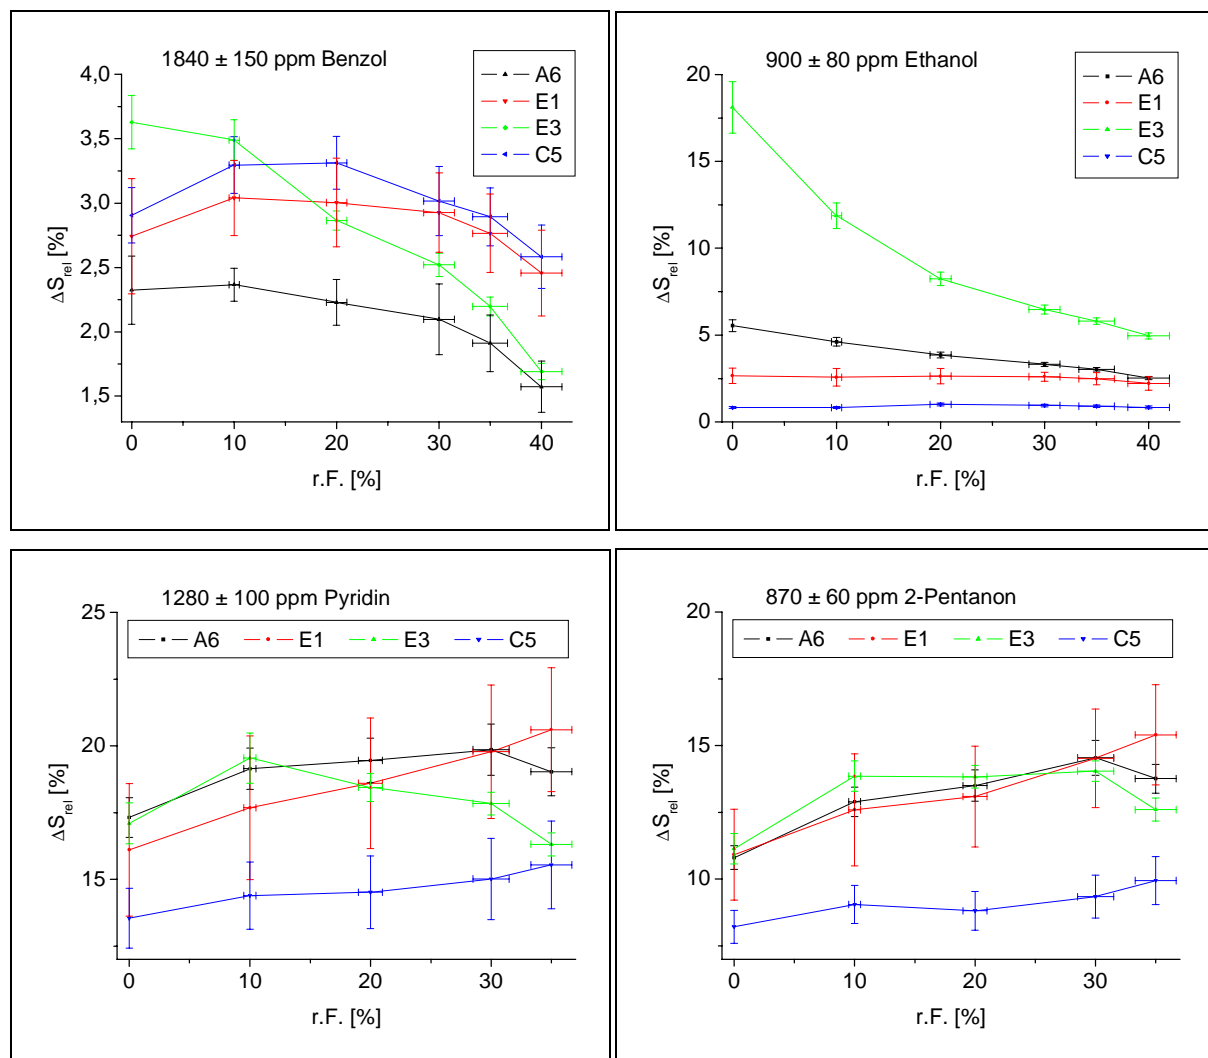 1840 ± 150 ppm Benzol
A6
E1
E3
C5
4,0
3,5
3,0
2,5
2,0
1,5
ΔS_rel [%]
0 10 20 30 40
r.F. [%]
900 ± 80 ppm Ethanol
A6
E1
E3
C5
20
15
10
5
0
ΔS_rel [%]
0 10 20 30 40
r.F. [%]
1280 ± 100 ppm Pyridin
A6 E1 E3 C5
25
20
15
ΔS_rel [%]
0 10 20 30
r.F. [%]
870 ± 60 ppm 2-Pentanon
A6 E1 E3 C5
20
15
10
ΔS_rel [%]
0 10 20 30
r.F. [%]